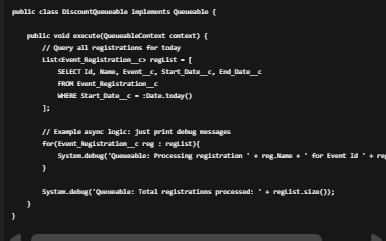 public class DiscountQueueable implements Queueable {
public void execute(QueueableContext context) {
// Query all registrations for today
List<Event_Registration__c> regList = [
SELECT Id, Name, Event__c, Start_Date__c, End_Date__c
FROM Event_Registration__c
WHERE Start_Date__c = :Date.today()
];
// Example async logic: just print debug messages
for(Event_Registration__c reg : regList){
System.debug('Queueable: Processing registration ' + reg.Name + ' for Event Id ' + reg
}
System.debug('Queueable: Total registrations processed: ' + regList.size());
}
}